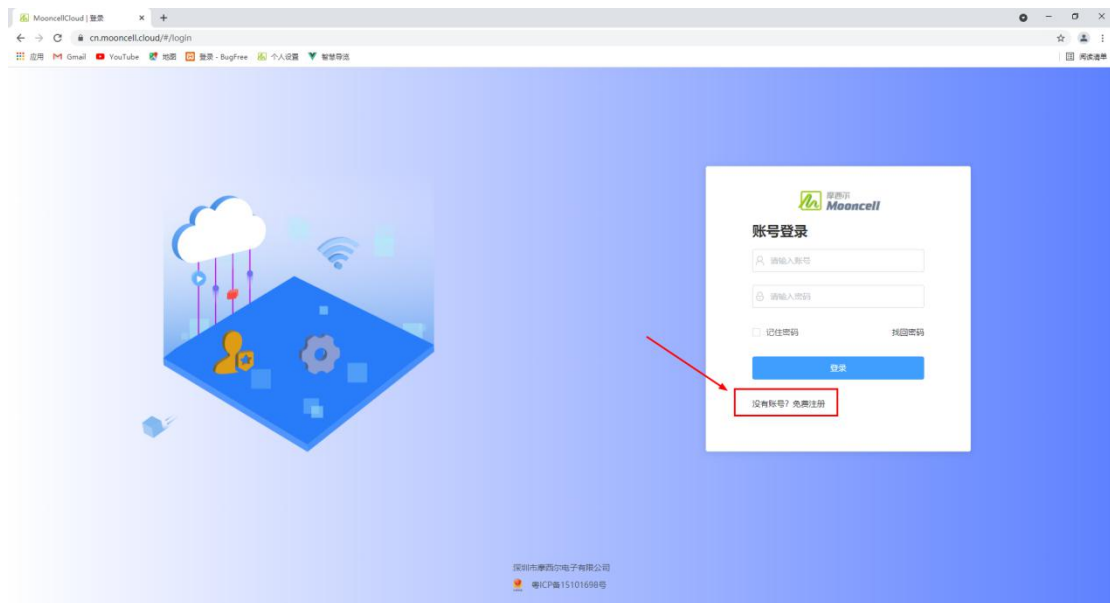 MooncellCloud | 登录
cn.mooncell.cloud/#/login
应用 Gmail YouTube 地图 登录 - BugFree 个人设置 智慧导览 阅读清单
摩西尔
Mooncell
账号登录
请输入账号
请输入密码
记住密码 找回密码
登录
没有账号？免费注册
深圳市摩西尔电子有限公司
粤ICP备15101698号